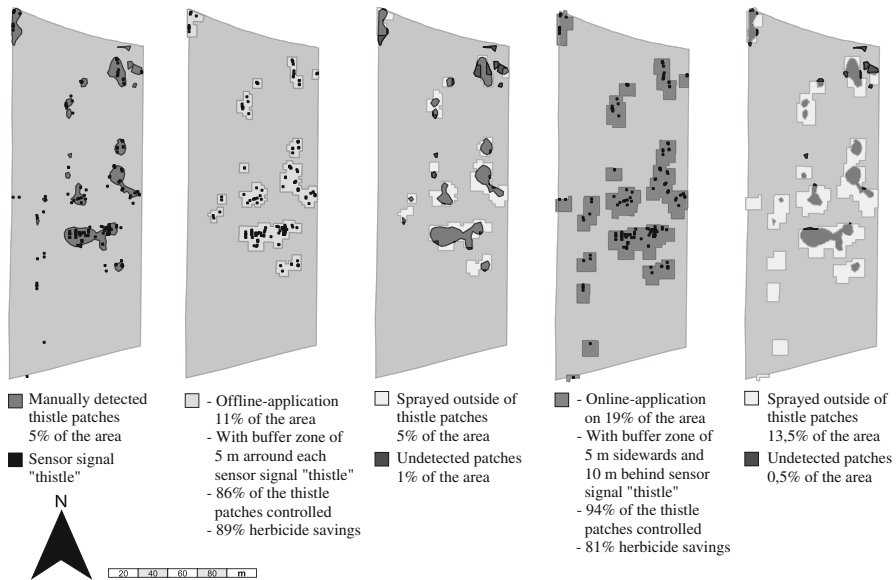 Manually detected
thistle patches
5% of the area
Sensor signal
"thistle"
- Offline-application
11% of the area
- With buffer zone of
5 m arround each
sensor signal "thistle"
- 86% of the thistle
patches controlled
- 89% herbicide savings
Sprayed outside of
thistle patches
5% of the area
Undetected patches
1% of the area
- Online-application
on 19% of the area
- With buffer zone of
5 m sidewards and
10 m behind sensor
signal "thistle"
- 94% of the thistle
patches controlled
- 81% herbicide savings
Sprayed outside of
thistle patches
13,5% of the area
Undetected patches
0,5% of the area
N
20 40 60 80 m